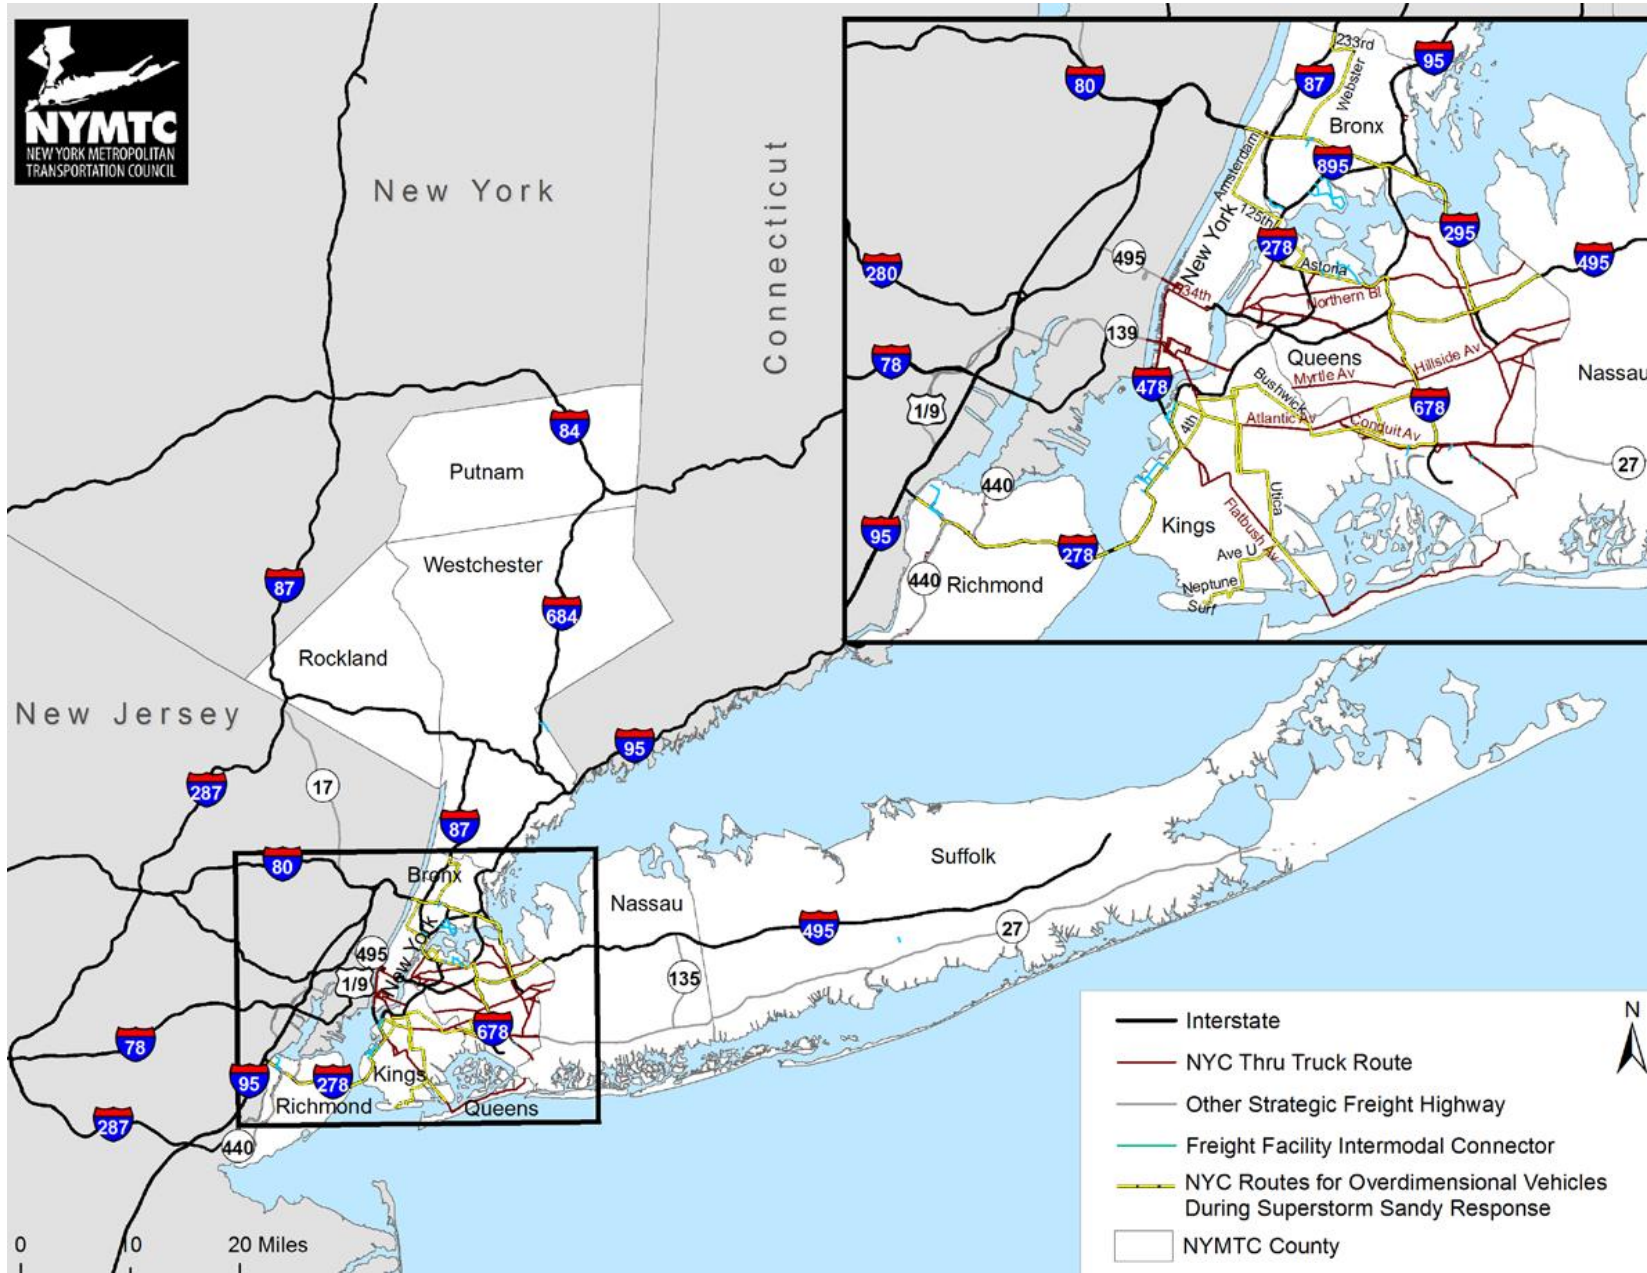 NYMTC
NEW YORK METROPOLITAN
TRANSPORTATION COUNCIL
New York
Connecticut
New Jersey
Putnam
Westchester
Rockland
84
87
684
95
287
17
87
80
Bronx
New York
495
1/9
Nassau
Suffolk
495
27
135
678
78
95
278
Kings
Richmond
Queens
287
440
0
10
20 Miles
233rd
95
80
87
Webster
Bronx
895
Amsterdam
125th
New York
278
295
495
280
495
Astoria
34th
Northern Bl
139
78
Queens
Hillside Av
Myrtle Av
Nassau
478
1/9
Bushwick
678
Atlantic Av
Conduit Av
4th
27
440
Utica
Kings
Flatbush Av
95
278
Ave U
440
Richmond
Neptune
Surf
N
Interstate
NYC Thru Truck Route
Other Strategic Freight Highway
Freight Facility Intermodal Connector
NYC Routes for Overdimensional Vehicles
During Superstorm Sandy Response
NYMTC County